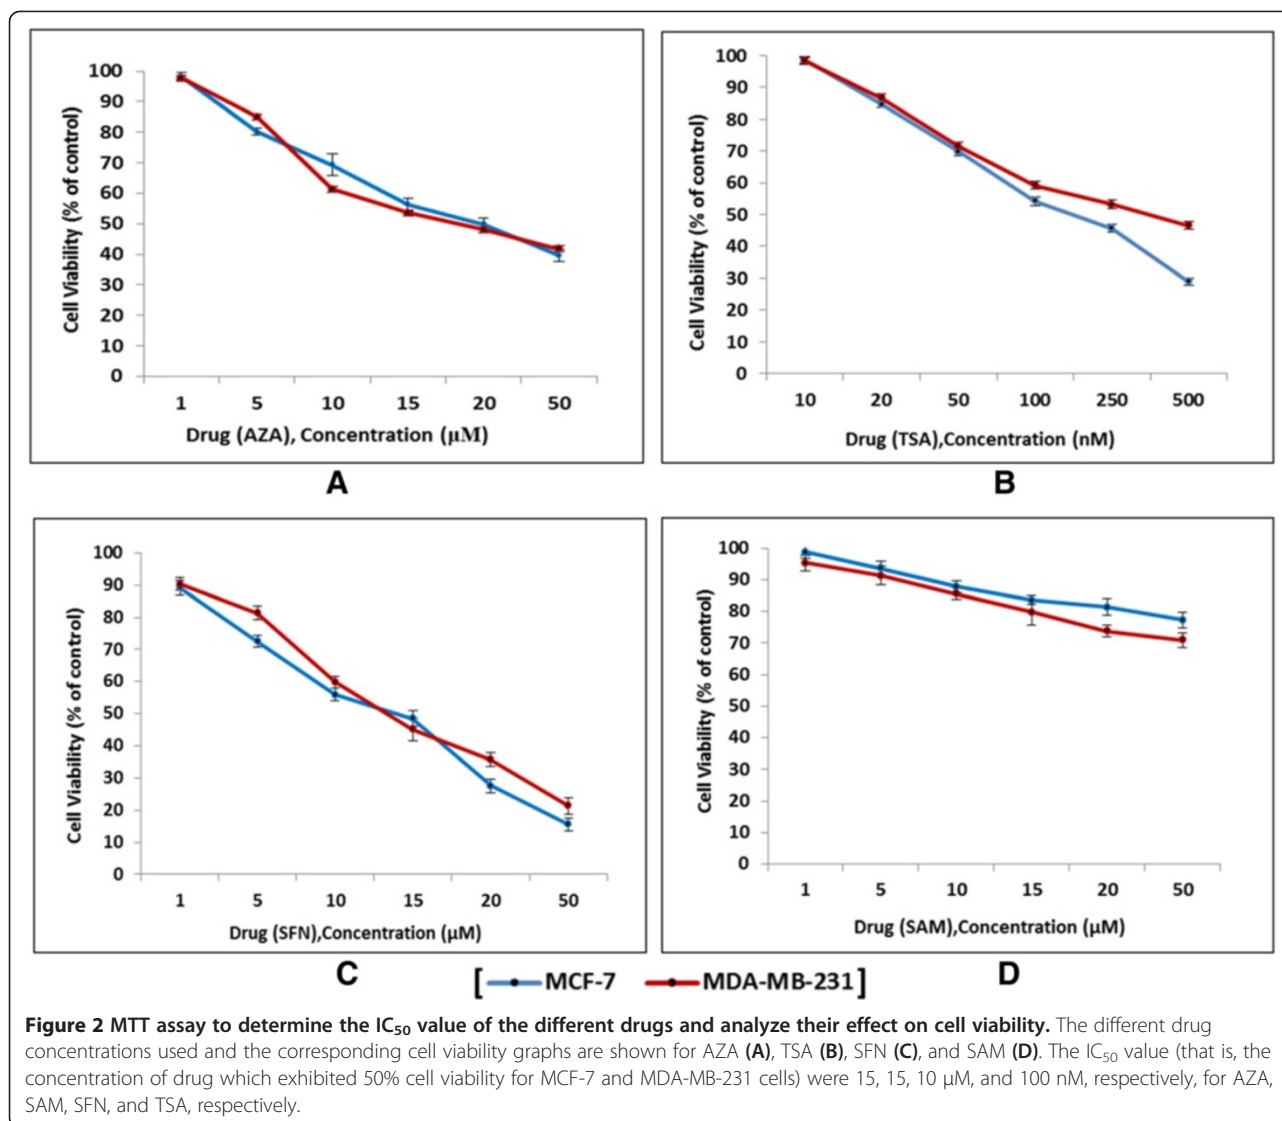 100
90
80
70
60
50
40
30
20
10
0
Cell Viability (% of control)
1 5 10 15 20 50
Drug (AZA), Concentration (µM)
A
100
90
80
70
60
50
40
30
20
10
0
Cell Viability (% of control)
10 20 50 100 250 500
Drug (TSA),Concentration (nM)
B
100
90
80
70
60
50
40
30
20
10
0
Cell Viability (% of control)
1 5 10 15 20 50
Drug (SFN),Concentration (µM)
C
100
90
80
70
60
50
40
30
20
10
0
Cell Viability (% of control)
1 5 10 15 20 50
Drug (SAM),Concentration (µM)
D
[ MCF-7 MDA-MB-231 ]
Figure 2 MTT assay to determine the IC50 value of the different drugs and analyze their effect on cell viability. The different drug
concentrations used and the corresponding cell viability graphs are shown for AZA (A), TSA (B), SFN (C), and SAM (D). The IC50 value (that is, the
concentration of drug which exhibited 50% cell viability for MCF-7 and MDA-MB-231 cells) were 15, 15, 10 µM, and 100 nM, respectively, for AZA,
SAM, SFN, and TSA, respectively.